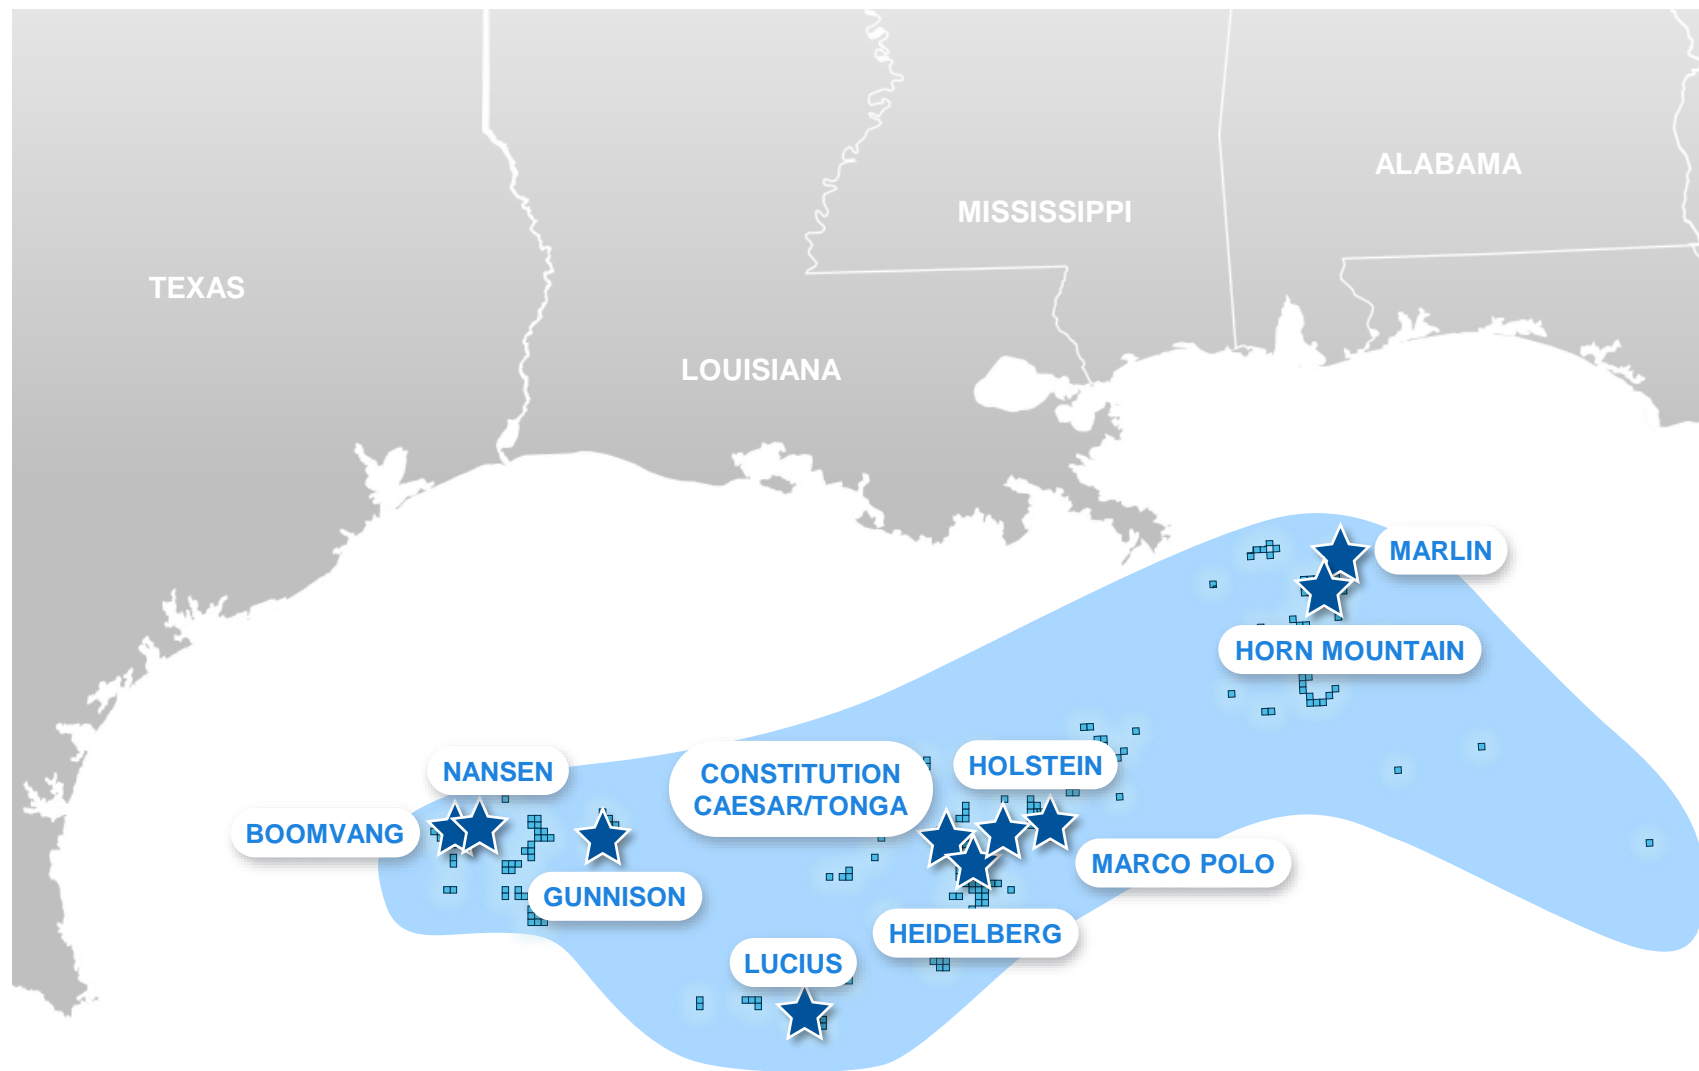 ALABAMA
MISSISSIPPI
TEXAS
LOUISIANA
MARLIN
HORN MOUNTAIN
NANSEN
CONSTITUTION
CAESAR/TONGA
HOLSTEIN
BOOMVANG
MARCO POLO
GUNNISON
HEIDELBERG
LUCIUS